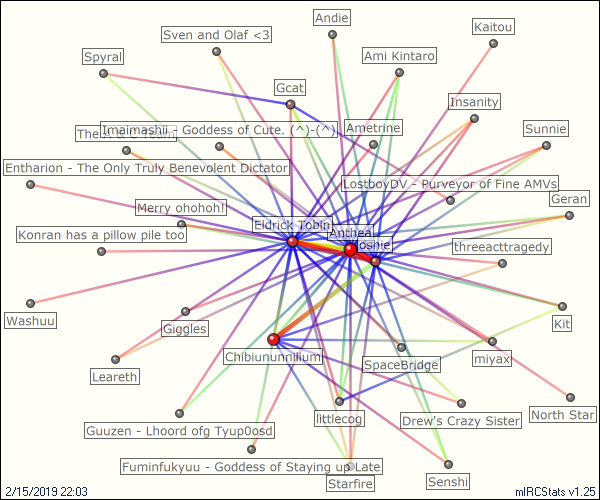 Andie
Kaitou
Sven and Olaf <3
Spyral
Ami Kintaro
Gcat
Insanity
Imaimashii - Goddess of Cute. (^)-(^)
Ametrine
Sunnie
Entharion - The Only Truly Benevolent Dictator
LostboyDV - Purveyor of Fine AMVs
Merry ohohoh!
Geran
Eldrick Tobin
Anthea
Konran has a pillow pile too
threeacttragedy
Washuu
Giggles
Kit
Chibiununnilium
SpaceBridge
miyax
Leareth
littlecog
Drew's Crazy Sister
North Star
Guuzen - Lhoord ofg Tyup0osd
Fuminfukyuu - Goddess of Staying up Late
Senshi
Starfire
2/15/2019 22:03
mIRCStats v1.25